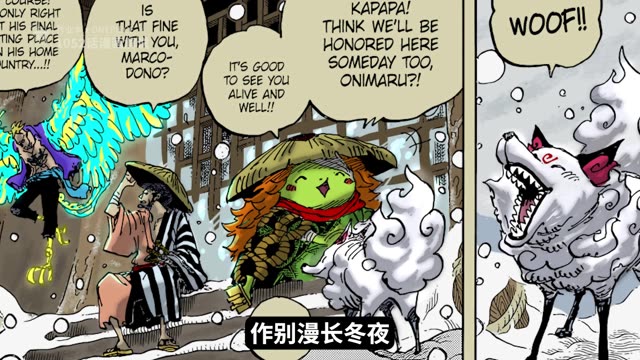 COURSE!
ONLY RIGHT
AT HIS FINAL
TING PLACE
N HIS HOME
UNTRY...!!
IS
THAT FINE
WITH YOU,
MARCO-
DONO?
IT'S GOOD
TO SEE YOU
ALIVE AND
WELL!!
KAPAPA!
THINK WE'LL BE
HONORED HERE
SOMEDAY TOO,
ONIMARU?!
WOOF!!
作别漫长冬夜